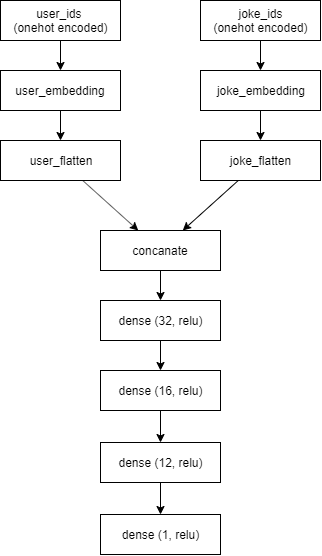 user_ids
(onehot encoded)
joke_ids
(onehot encoded)
user_embedding
joke_embedding
user_flatten
joke_flatten
concanate
dense (32, relu)
dense (16, relu)
dense (12, relu)
dense (1, relu)